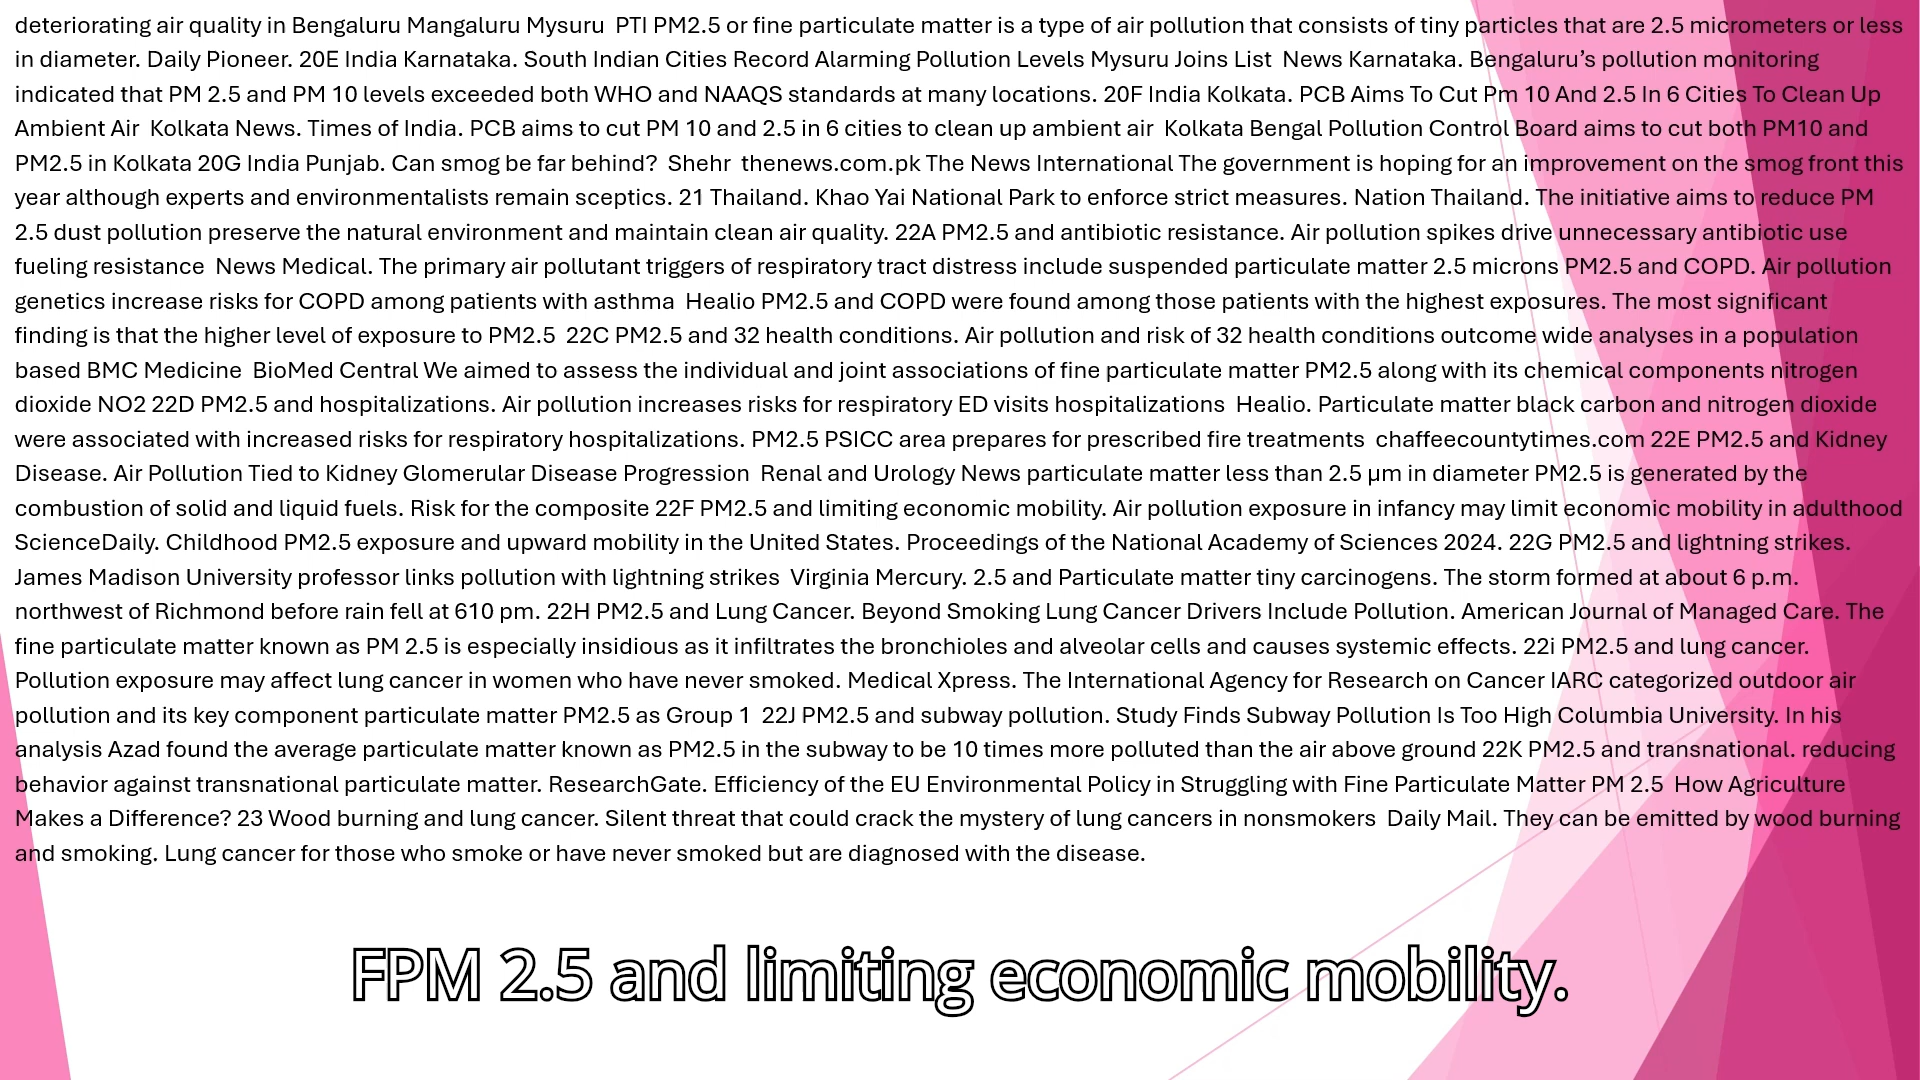 deteriorating air quality in Bengaluru Mangaluru Mysuru  PTI PM2.5 or fine particulate matter is a type of air pollution that consists of tiny particles that are 2.5 micrometers or less
in diameter. Daily Pioneer. 20E India Karnataka. South Indian Cities Record Alarming Pollution Levels Mysuru Joins List  News Karnataka. Bengaluru’s pollution monitoring
indicated that PM 2.5 and PM 10 levels exceeded both WHO and NAAQS standards at many locations. 20F India Kolkata. PCB Aims To Cut Pm 10 And 2.5 In 6 Cities To Clean Up
Ambient Air  Kolkata News. Times of India. PCB aims to cut PM 10 and 2.5 in 6 cities to clean up ambient air  Kolkata Bengal Pollution Control Board aims to cut both PM10 and
PM2.5 in Kolkata 20G India Punjab. Can smog be far behind?  Shehr  thenews.com.pk The News International The government is hoping for an improvement on the smog front this
year although experts and environmentalists remain sceptics. 21 Thailand. Khao Yai National Park to enforce strict measures. Nation Thailand. The initiative aims to reduce PM
2.5 dust pollution preserve the natural environment and maintain clean air quality. 22A PM2.5 and antibiotic resistance. Air pollution spikes drive unnecessary antibiotic use
fueling resistance  News Medical. The primary air pollutant triggers of respiratory tract distress include suspended particulate matter 2.5 microns PM2.5 and COPD. Air pollution
genetics increase risks for COPD among patients with asthma  Healio PM2.5 and COPD were found among those patients with the highest exposures. The most significant
finding is that the higher level of exposure to PM2.5  22C PM2.5 and 32 health conditions. Air pollution and risk of 32 health conditions outcome wide analyses in a population
based BMC Medicine  BioMed Central We aimed to assess the individual and joint associations of fine particulate matter PM2.5 along with its chemical components nitrogen
dioxide NO2 22D PM2.5 and hospitalizations. Air pollution increases risks for respiratory ED visits hospitalizations  Healio. Particulate matter black carbon and nitrogen dioxide
were associated with increased risks for respiratory hospitalizations. PM2.5 PSICC area prepares for prescribed fire treatments  chaffeecountytimes.com 22E PM2.5 and Kidney
Disease. Air Pollution Tied to Kidney Glomerular Disease Progression  Renal and Urology News particulate matter less than 2.5 μm in diameter PM2.5 is generated by the
combustion of solid and liquid fuels. Risk for the composite 22F PM2.5 and limiting economic mobility. Air pollution exposure in infancy may limit economic mobility in adulthood
ScienceDaily. Childhood PM2.5 exposure and upward mobility in the United States. Proceedings of the National Academy of Sciences 2024. 22G PM2.5 and lightning strikes.
James Madison University professor links pollution with lightning strikes  Virginia Mercury. 2.5 and Particulate matter tiny carcinogens. The storm formed at about 6 p.m.
northwest of Richmond before rain fell at 610 pm. 22H PM2.5 and Lung Cancer. Beyond Smoking Lung Cancer Drivers Include Pollution. American Journal of Managed Care. The
fine particulate matter known as PM 2.5 is especially insidious as it infiltrates the bronchioles and alveolar cells and causes systemic effects. 22i PM2.5 and lung cancer.
Pollution exposure may affect lung cancer in women who have never smoked. Medical Xpress. The International Agency for Research on Cancer IARC categorized outdoor air
pollution and its key component particulate matter PM2.5 as Group 1  22J PM2.5 and subway pollution. Study Finds Subway Pollution Is Too High Columbia University. In his
analysis Azad found the average particulate matter known as PM2.5 in the subway to be 10 times more polluted than the air above ground 22K PM2.5 and transnational. reducing
behavior against transnational particulate matter. ResearchGate. Efficiency of the EU Environmental Policy in Struggling with Fine Particulate Matter PM 2.5  How Agriculture
Makes a Difference? 23 Wood burning and lung cancer. Silent threat that could crack the mystery of lung cancers in nonsmokers  Daily Mail. They can be emitted by wood burning
and smoking. Lung cancer for those who smoke or have never smoked but are diagnosed with the disease.
FPM 2.5 and limiting economic mobility.